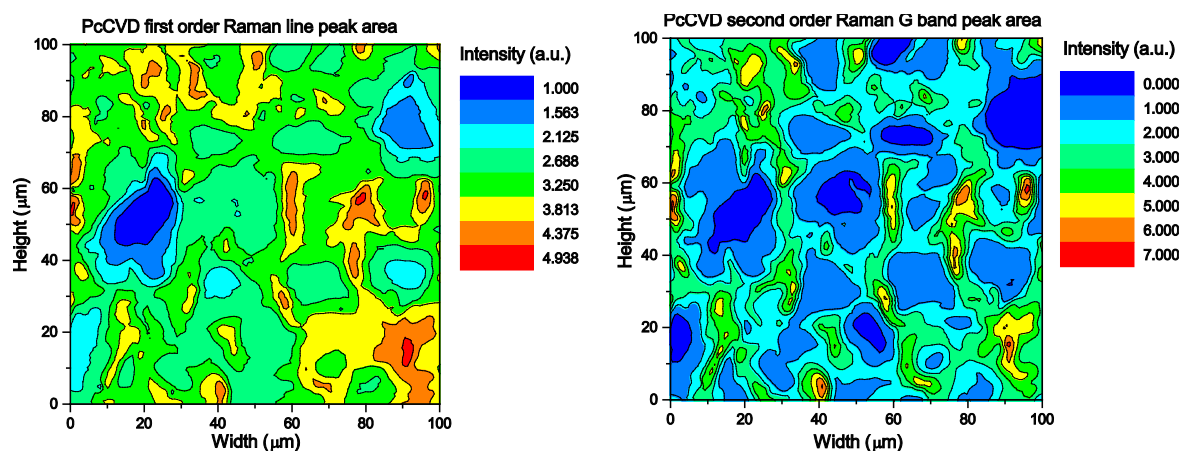 PcCVD first order Raman line peak area
Intensity (a.u.)
1.000
1.563
2.125
2.688
3.250
3.813
4.375
4.938
100
80
60
40
20
0
Height (μm)
0 20 40 60 80 100
Width (μm)
PcCVD second order Raman G band peak area
Intensity (a.u.)
0.000
1.000
2.000
3.000
4.000
5.000
6.000
7.000
100
80
60
40
20
0
Height (μm)
0 20 40 60 80 100
Width (μm)